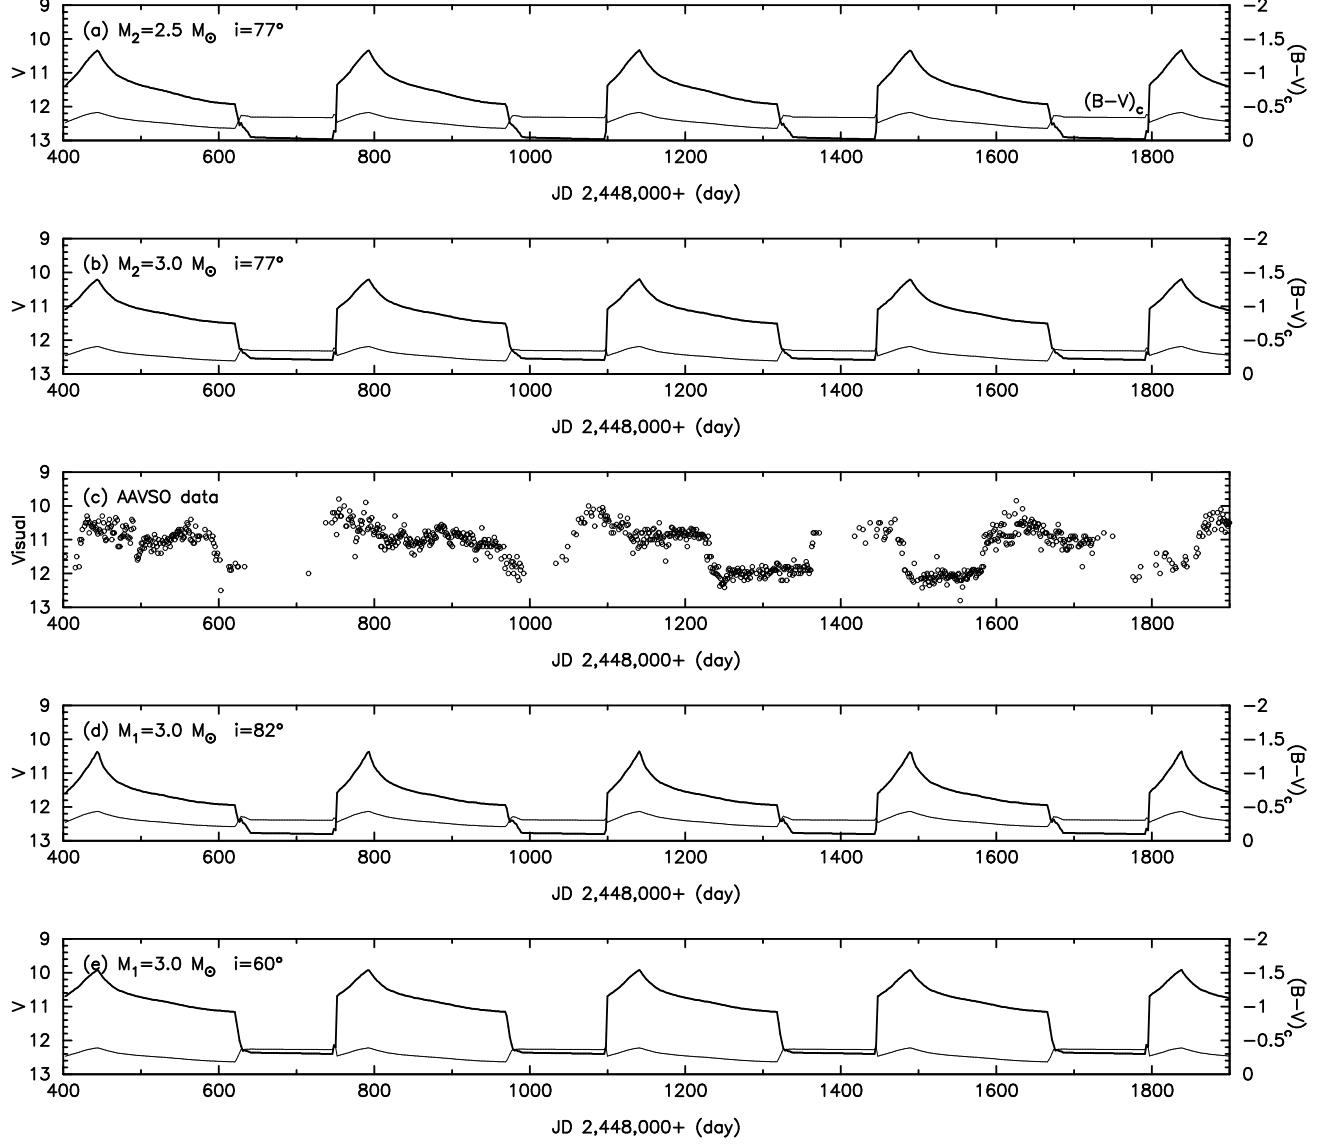 9 −2
(a) M₂=2.5 M☉ i=77°
10 −1.5
V 11 −1 (B−V)c
12 (B−V)c −0.5
13 0
400 600 800 1000 1200 1400 1600 1800
JD 2,448,000+ (day)
9 −2
(b) M₂=3.0 M☉ i=77°
10 −1.5
V 11 −1 (B−V)c
12 −0.5
13 0
400 600 800 1000 1200 1400 1600 1800
JD 2,448,000+ (day)
9
(c) AAVSO data
10
Visual 11
12
13
400 600 800 1000 1200 1400 1600 1800
JD 2,448,000+ (day)
9 −2
(d) M₁=3.0 M☉ i=82°
10 −1.5
V 11 −1 (B−V)c
12 −0.5
13 0
400 600 800 1000 1200 1400 1600 1800
JD 2,448,000+ (day)
9 −2
(e) M₁=3.0 M☉ i=60°
10 −1.5
V 11 −1 (B−V)c
12 −0.5
13 0
400 600 800 1000 1200 1400 1600 1800
JD 2,448,000+ (day)